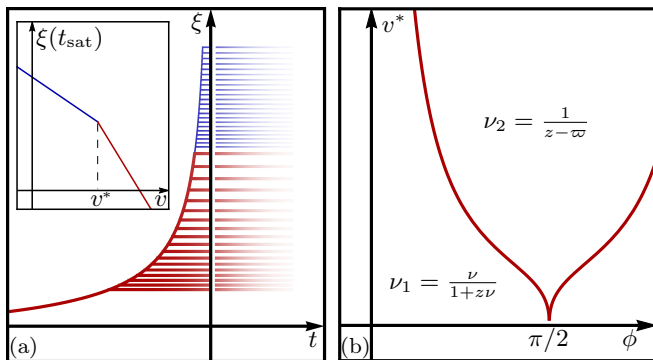 ξ
ξ(t_sat)
v*
v
t
(a)
v*
ν₂ = 1/(z−ϖ)
ν₁ = ν/(1+zν)
π/2
ϕ
(b)